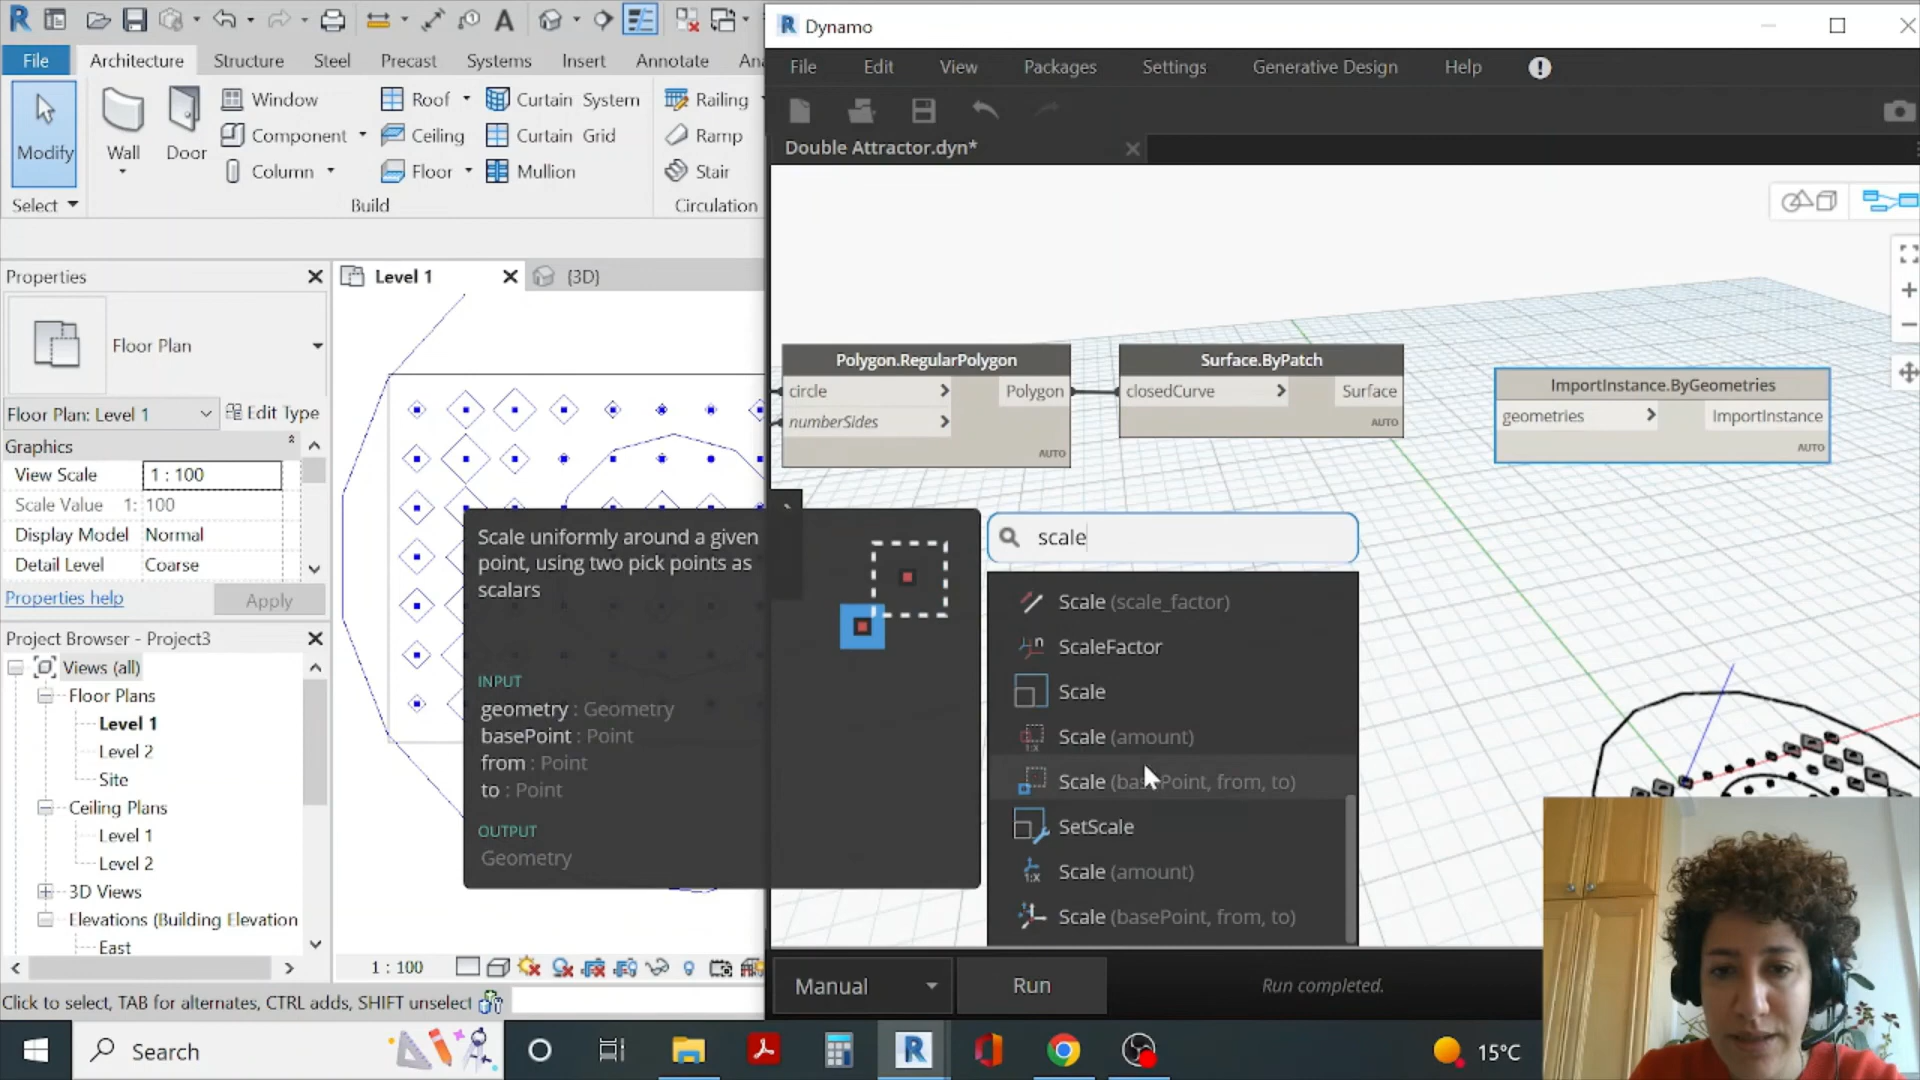 Dynamo
File
Architecture
Structure
Steel
Precast
Systems
Insert
Annotate
An
File
Edit
View
Packages
Settings
Generative Design
Help
Modify
Wall
Door
Window
Component
Column
Roof
Ceiling
Floor
Curtain System
Curtain Grid
Mullion
Railing
Ramp
Stair
Select
Build
Circulation
Double Attractor.dyn*
Properties
Level 1
{3D}
Floor Plan
Floor Plan: Level 1
Edit Type
Graphics
View Scale
1 : 100
Scale Value 1:
100
Display Model
Normal
Detail Level
Coarse
Properties help
Apply
Project Browser - Project3
Views (all)
Floor Plans
Level 1
Level 2
Site
Ceiling Plans
Level 1
Level 2
3D Views
Elevations (Building Elevation
East
1 : 100
Click to select, TAB for alternates, CTRL adds, SHIFT unselect
Polygon.RegularPolygon
circle
Polygon
numberSides
AUTO
Surface.ByPatch
closedCurve
Surface
AUTO
ImportInstance.ByGeometries
geometries
ImportInstance
AUTO
Scale uniformly around a given
point, using two pick points as
scalars
INPUT
geometry : Geometry
basePoint : Point
from : Point
to : Point
OUTPUT
Geometry
scale
Scale (scale_factor)
ScaleFactor
Scale
Scale (amount)
Scale (basePoint, from, to)
SetScale
Scale (amount)
Scale (basePoint, from, to)
Manual
Run
Run completed.
Search
15°C